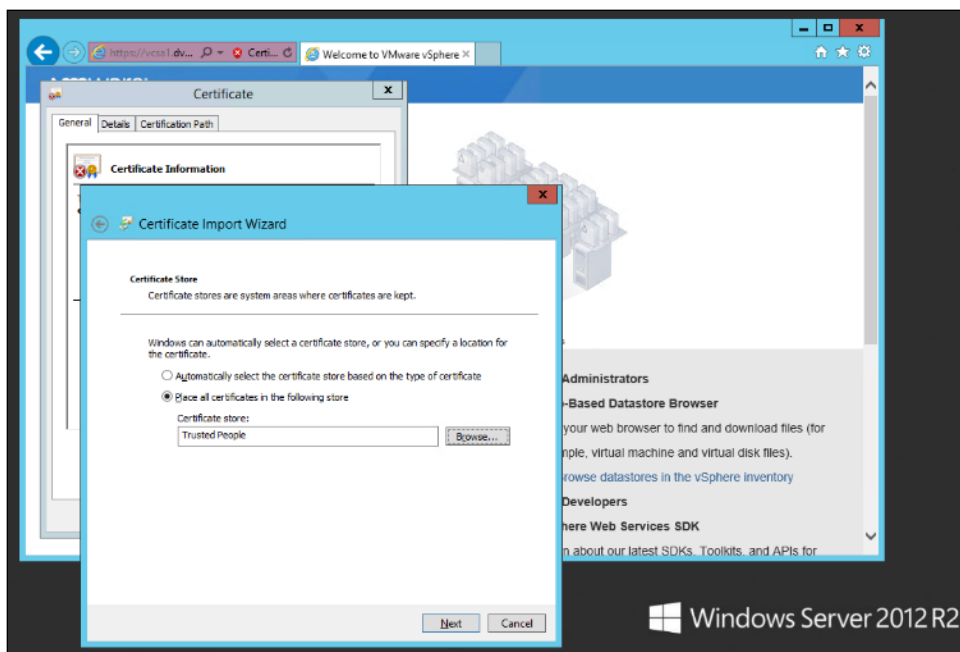 https://vcsa1.dv...
Certi...
Welcome to VMware vSphere
Certificate
General
Details
Certification Path
Certificate Information
Certificate Import Wizard
Certificate Store
Certificate stores are system areas where certificates are kept.
Windows can automatically select a certificate store, or you can specify a location for
the certificate.
Automatically select the certificate store based on the type of certificate
Place all certificates in the following store
Certificate store:
Trusted People
Browse...
Next
Cancel
Administrators
-Based Datastore Browser
your web browser to find and download files (for
mple, virtual machine and virtual disk files).
rowse datastores in the vSphere inventory
Developers
here Web Services SDK
n about our latest SDKs, Toolkits, and APIs for
Windows Server 2012 R2